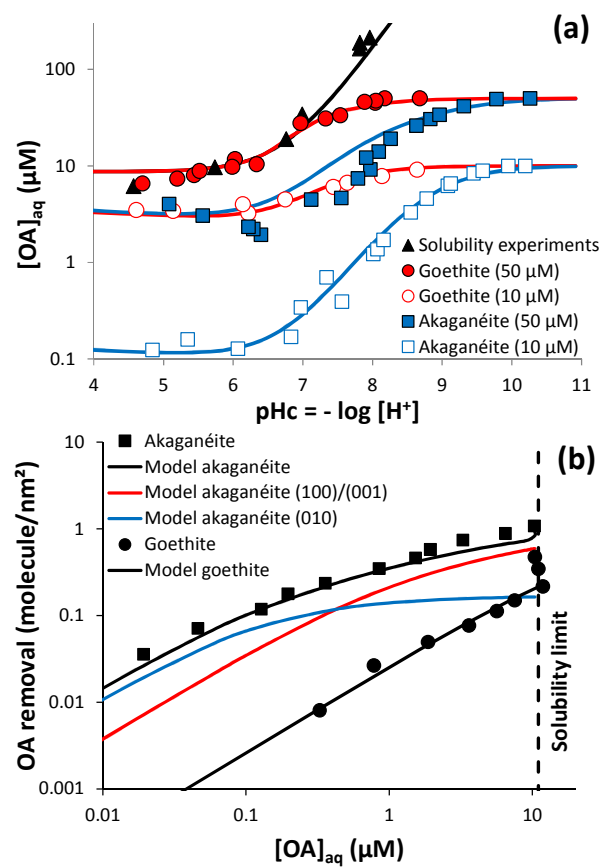 (a)
[OA]aq (µM)
100
10
1
0.1
4 5 6 7 8 9 10 11
pHc = - log [H⁺]
Solubility experiments
Goethite (50 µM)
Goethite (10 µM)
Akaganéite (50 µM)
Akaganéite (10 µM)
(b)
Akaganéite
Model akaganéite
Model akaganéite (100)/(001)
Model akaganéite (010)
Goethite
Model goethite
OA removal (molecule/nm²)
10
1
0.1
0.01
0.001
0.01 0.1 1 10
[OA]aq (µM)
Solubility limit